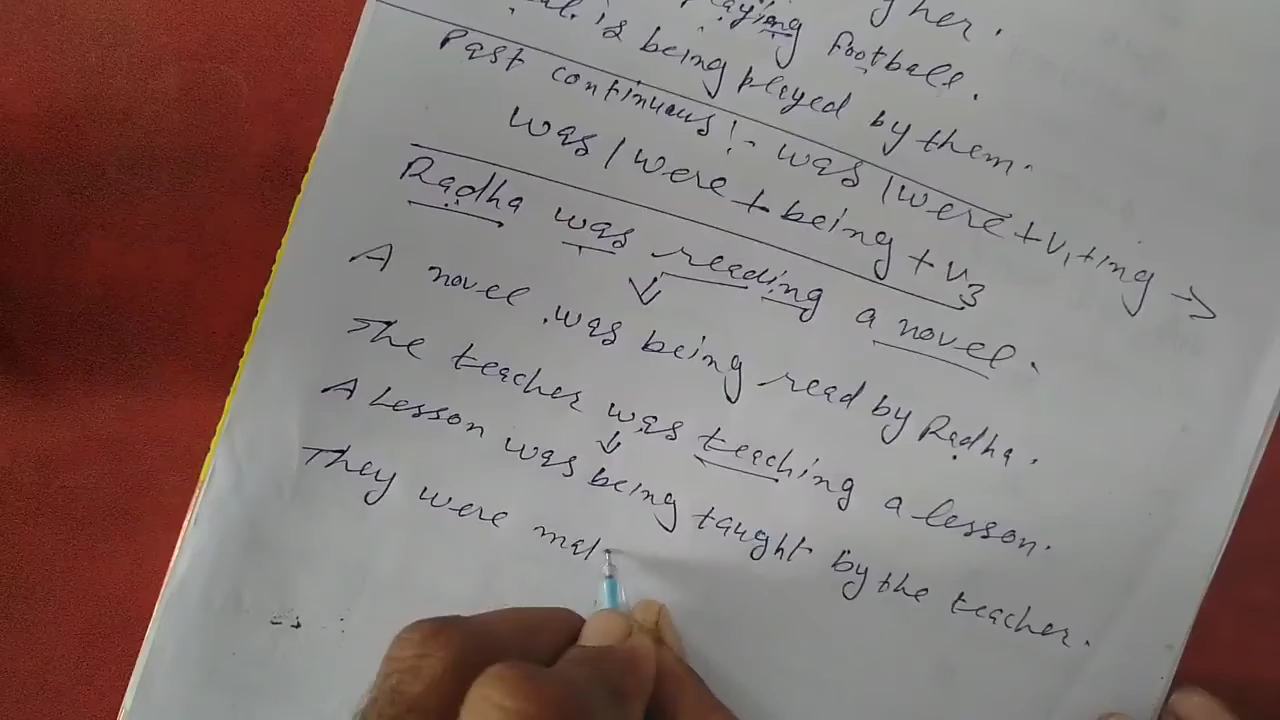 her.
playing football.
is being played by them.
Past continuous :- was/were + v1 + ing →
was/were + being + v3
Radha was reading a novel.
A novel was being read by Radha.
The teacher was teaching a lesson.
A Lesson was being taught by the teacher.
They were